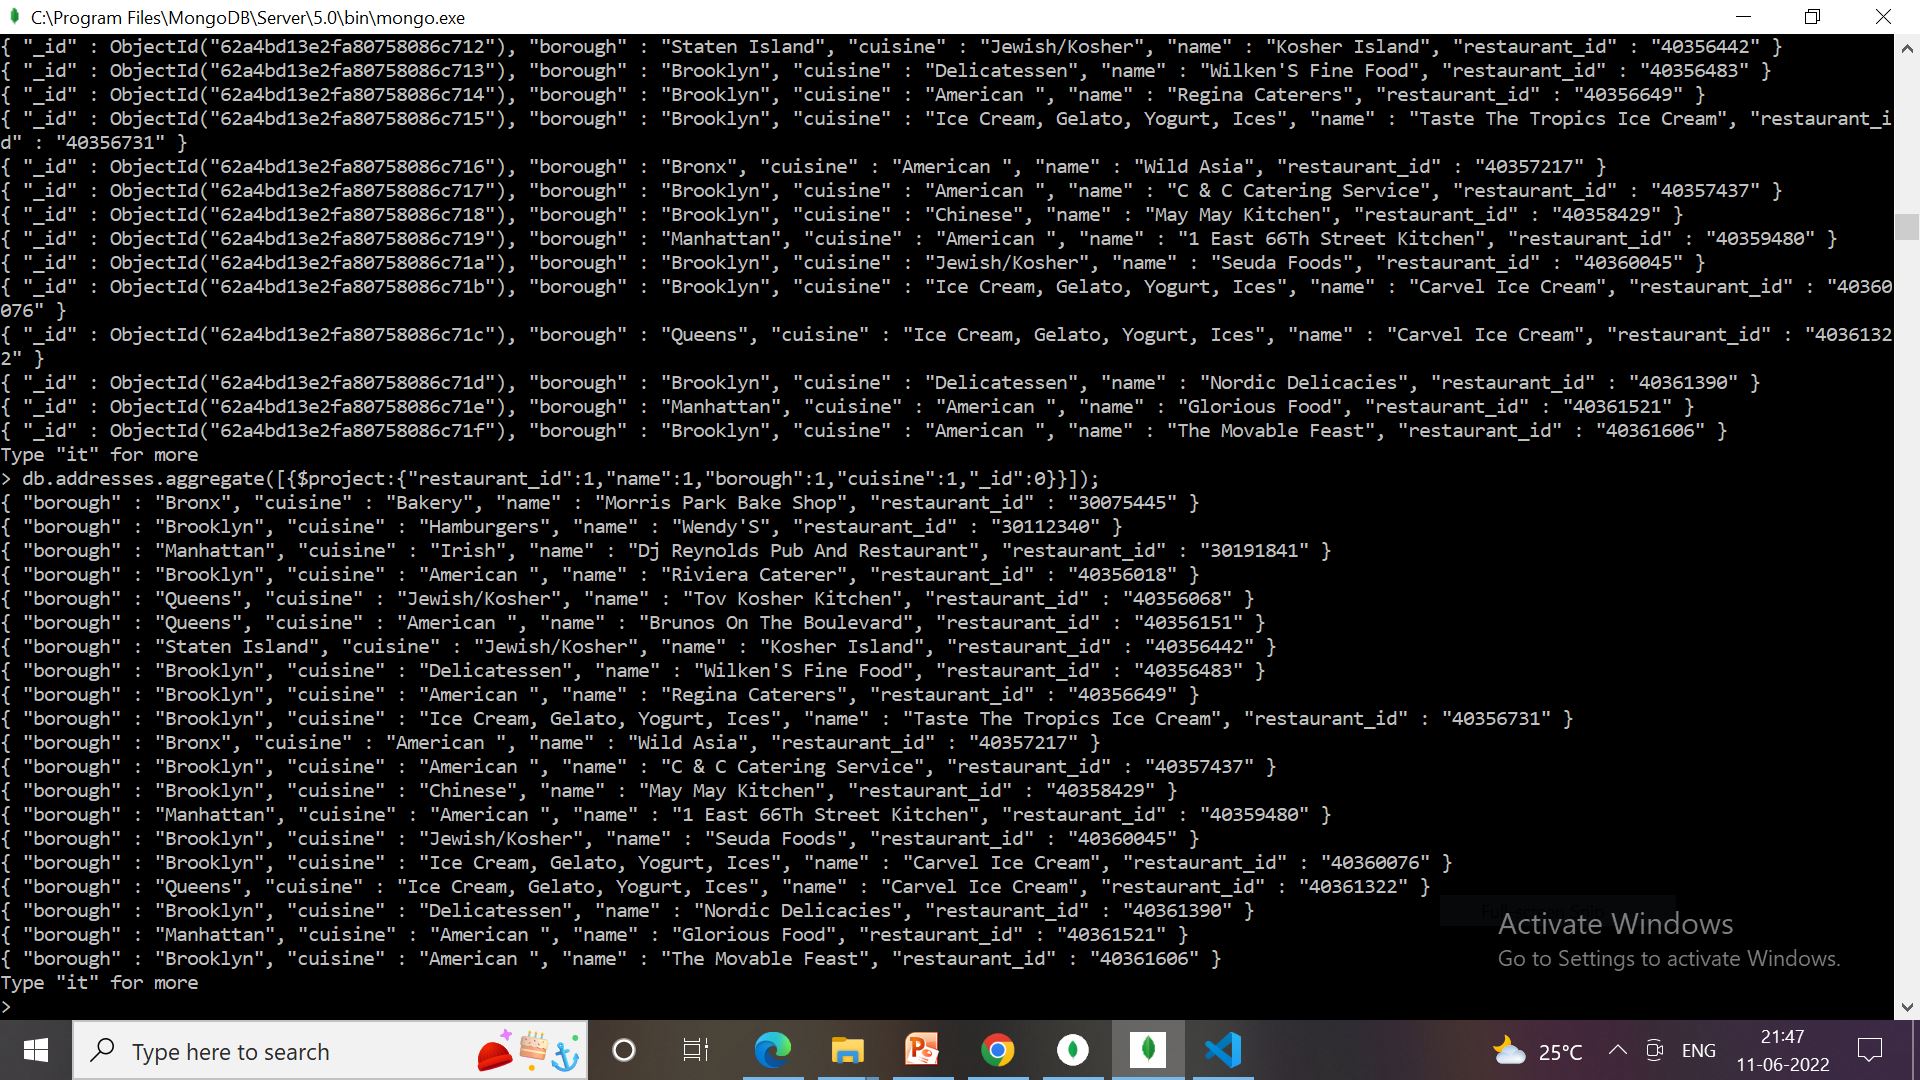 C:\Program Files\MongoDB\Server\5.0\bin\mongo.exe
{ "_id" : ObjectId("62a4bd13e2fa80758086c712"), "borough" : "Staten Island", "cuisine" : "Jewish/Kosher", "name" : "Kosher Island", "restaurant_id" : "40356442" }
{ "_id" : ObjectId("62a4bd13e2fa80758086c713"), "borough" : "Brooklyn", "cuisine" : "Delicatessen", "name" : "Wilken'S Fine Food", "restaurant_id" : "40356483" }
{ "_id" : ObjectId("62a4bd13e2fa80758086c714"), "borough" : "Brooklyn", "cuisine" : "American ", "name" : "Regina Caterers", "restaurant_id" : "40356649" }
{ "_id" : ObjectId("62a4bd13e2fa80758086c715"), "borough" : "Brooklyn", "cuisine" : "Ice Cream, Gelato, Yogurt, Ices", "name" : "Taste The Tropics Ice Cream", "restaurant_i
d" : "40356731" }
{ "_id" : ObjectId("62a4bd13e2fa80758086c716"), "borough" : "Bronx", "cuisine" : "American ", "name" : "Wild Asia", "restaurant_id" : "40357217" }
{ "_id" : ObjectId("62a4bd13e2fa80758086c717"), "borough" : "Brooklyn", "cuisine" : "American ", "name" : "C & C Catering Service", "restaurant_id" : "40357437" }
{ "_id" : ObjectId("62a4bd13e2fa80758086c718"), "borough" : "Brooklyn", "cuisine" : "Chinese", "name" : "May May Kitchen", "restaurant_id" : "40358429" }
{ "_id" : ObjectId("62a4bd13e2fa80758086c719"), "borough" : "Manhattan", "cuisine" : "American ", "name" : "1 East 66Th Street Kitchen", "restaurant_id" : "40359480" }
{ "_id" : ObjectId("62a4bd13e2fa80758086c71a"), "borough" : "Brooklyn", "cuisine" : "Jewish/Kosher", "name" : "Seuda Foods", "restaurant_id" : "40360045" }
{ "_id" : ObjectId("62a4bd13e2fa80758086c71b"), "borough" : "Brooklyn", "cuisine" : "Ice Cream, Gelato, Yogurt, Ices", "name" : "Carvel Ice Cream", "restaurant_id" : "40360
076" }
{ "_id" : ObjectId("62a4bd13e2fa80758086c71c"), "borough" : "Queens", "cuisine" : "Ice Cream, Gelato, Yogurt, Ices", "name" : "Carvel Ice Cream", "restaurant_id" : "4036132
2" }
{ "_id" : ObjectId("62a4bd13e2fa80758086c71d"), "borough" : "Brooklyn", "cuisine" : "Delicatessen", "name" : "Nordic Delicacies", "restaurant_id" : "40361390" }
{ "_id" : ObjectId("62a4bd13e2fa80758086c71e"), "borough" : "Manhattan", "cuisine" : "American ", "name" : "Glorious Food", "restaurant_id" : "40361521" }
{ "_id" : ObjectId("62a4bd13e2fa80758086c71f"), "borough" : "Brooklyn", "cuisine" : "American ", "name" : "The Movable Feast", "restaurant_id" : "40361606" }
Type "it" for more
> db.addresses.aggregate([{$project:{"restaurant_id":1,"name":1,"borough":1,"cuisine":1,"_id":0}}]);
{ "borough" : "Bronx", "cuisine" : "Bakery", "name" : "Morris Park Bake Shop", "restaurant_id" : "30075445" }
{ "borough" : "Brooklyn", "cuisine" : "Hamburgers", "name" : "Wendy'S", "restaurant_id" : "30112340" }
{ "borough" : "Manhattan", "cuisine" : "Irish", "name" : "Dj Reynolds Pub And Restaurant", "restaurant_id" : "30191841" }
{ "borough" : "Brooklyn", "cuisine" : "American ", "name" : "Riviera Caterer", "restaurant_id" : "40356018" }
{ "borough" : "Queens", "cuisine" : "Jewish/Kosher", "name" : "Tov Kosher Kitchen", "restaurant_id" : "40356068" }
{ "borough" : "Queens", "cuisine" : "American ", "name" : "Brunos On The Boulevard", "restaurant_id" : "40356151" }
{ "borough" : "Staten Island", "cuisine" : "Jewish/Kosher", "name" : "Kosher Island", "restaurant_id" : "40356442" }
{ "borough" : "Brooklyn", "cuisine" : "Delicatessen", "name" : "Wilken'S Fine Food", "restaurant_id" : "40356483" }
{ "borough" : "Brooklyn", "cuisine" : "American ", "name" : "Regina Caterers", "restaurant_id" : "40356649" }
{ "borough" : "Brooklyn", "cuisine" : "Ice Cream, Gelato, Yogurt, Ices", "name" : "Taste The Tropics Ice Cream", "restaurant_id" : "40356731" }
{ "borough" : "Bronx", "cuisine" : "American ", "name" : "Wild Asia", "restaurant_id" : "40357217" }
{ "borough" : "Brooklyn", "cuisine" : "American ", "name" : "C & C Catering Service", "restaurant_id" : "40357437" }
{ "borough" : "Brooklyn", "cuisine" : "Chinese", "name" : "May May Kitchen", "restaurant_id" : "40358429" }
{ "borough" : "Manhattan", "cuisine" : "American ", "name" : "1 East 66Th Street Kitchen", "restaurant_id" : "40359480" }
{ "borough" : "Brooklyn", "cuisine" : "Jewish/Kosher", "name" : "Seuda Foods", "restaurant_id" : "40360045" }
{ "borough" : "Brooklyn", "cuisine" : "Ice Cream, Gelato, Yogurt, Ices", "name" : "Carvel Ice Cream", "restaurant_id" : "40360076" }
{ "borough" : "Queens", "cuisine" : "Ice Cream, Gelato, Yogurt, Ices", "name" : "Carvel Ice Cream", "restaurant_id" : "40361322" }
{ "borough" : "Brooklyn", "cuisine" : "Delicatessen", "name" : "Nordic Delicacies", "restaurant_id" : "40361390" }
{ "borough" : "Manhattan", "cuisine" : "American ", "name" : "Glorious Food", "restaurant_id" : "40361521" }
{ "borough" : "Brooklyn", "cuisine" : "American ", "name" : "The Movable Feast", "restaurant_id" : "40361606" }
Type "it" for more
>
Activate Windows
Go to Settings to activate Windows.
Type here to search
25°C
ENG
21:47
11-06-2022